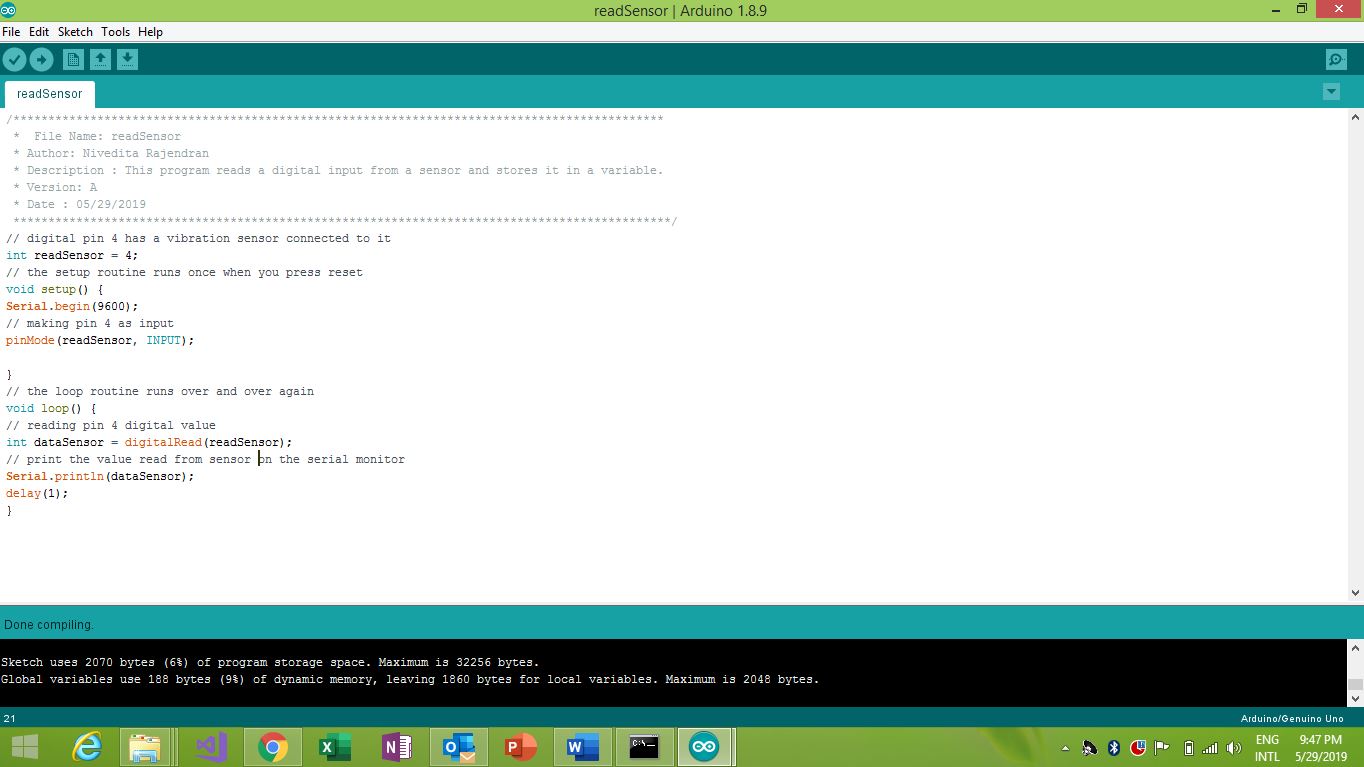 readSensor | Arduino 1.8.9
File Edit Sketch Tools Help
readSensor
/*********************************************************************************************
 *  File Name: readSensor
 * Author: Nivedita Rajendran
 * Description : This program reads a digital input from a sensor and stores it in a variable.
 * Version: A
 * Date : 05/29/2019
 **********************************************************************************************/
// digital pin 4 has a vibration sensor connected to it
int readSensor = 4;
// the setup routine runs once when you press reset
void setup() {
Serial.begin(9600);
// making pin 4 as input
pinMode(readSensor, INPUT);
}
// the loop routine runs over and over again
void loop() {
// reading pin 4 digital value
int dataSensor = digitalRead(readSensor);
// print the value read from sensor on the serial monitor
Serial.println(dataSensor);
delay(1);
}
Done compiling.
Sketch uses 2070 bytes (6%) of program storage space. Maximum is 32256 bytes.
Global variables use 188 bytes (9%) of dynamic memory, leaving 1860 bytes for local variables. Maximum is 2048 bytes.
21 Arduino/Genuino Uno
ENG 9:47 PM
INTL 5/29/2019